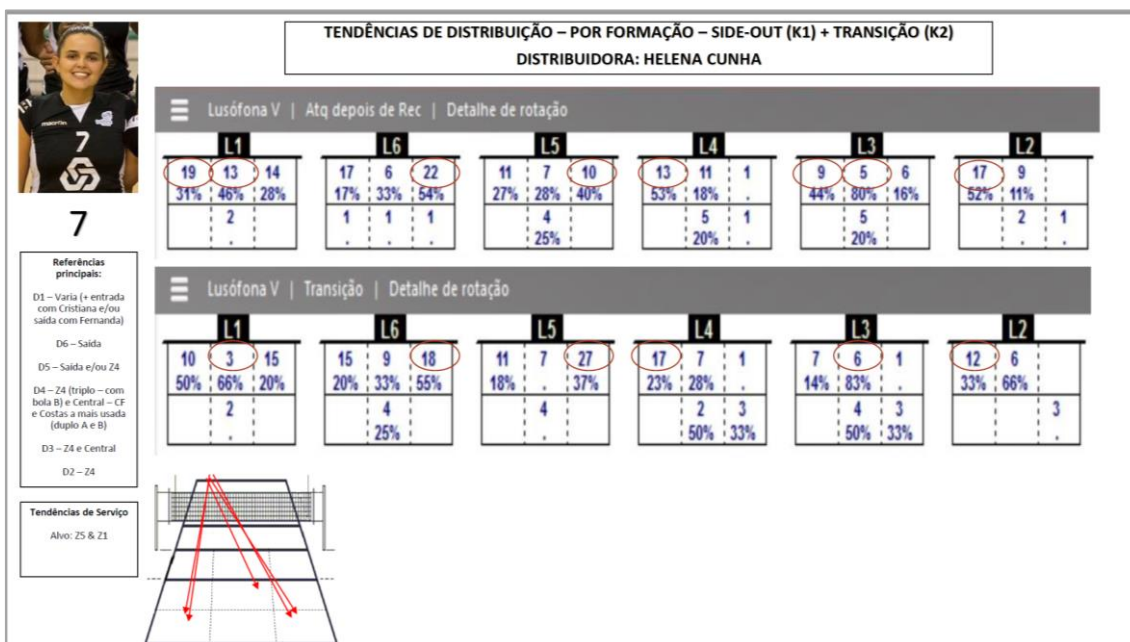 TENDÊNCIAS DE DISTRIBUIÇÃO – POR FORMAÇÃO – SIDE-OUT (K1) + TRANSIÇÃO (K2)
DISTRIBUIDORA: HELENA CUNHA
macron
7
7
Lusófona V | Atq depois de Rec | Detalhe de rotação
L1 L6 L5 L4 L3 L2
19 13 14 17 6 22 11 7 10 13 11 1 9 5 6 17 9
31% 46% 28% 17% 33% 54% 27% 28% 40% 53% 18% . 44% 80% 16% 52% 11%
2 1 1 1 4 5 1 5 2 1
. . . . 25% 20% . 20% . .
Referências
principais:
D1 – Varia (+ entrada
com Cristiana e/ou
saída com Fernanda)
D6 – Saída
D5 – Saída e/ou Z4
D4 – Z4 (triplo – com
bola B) e Central – CF
e Costas a mais usada
(duplo A e B)
D3 – Z4 e Central
D2 – Z4
Lusófona V | Transição | Detalhe de rotação
L1 L6 L5 L4 L3 L2
10 3 15 15 9 18 11 7 27 17 7 1 7 6 1 12 6
50% 66% 20% 20% 33% 55% 18% . 37% 23% 28% . 14% 83% . 33% 66%
2 4 4 2 3 4 3 3
. 25% . 50% 33% 50% 33% .
Tendências de Serviço
Alvo: Z5 & Z1